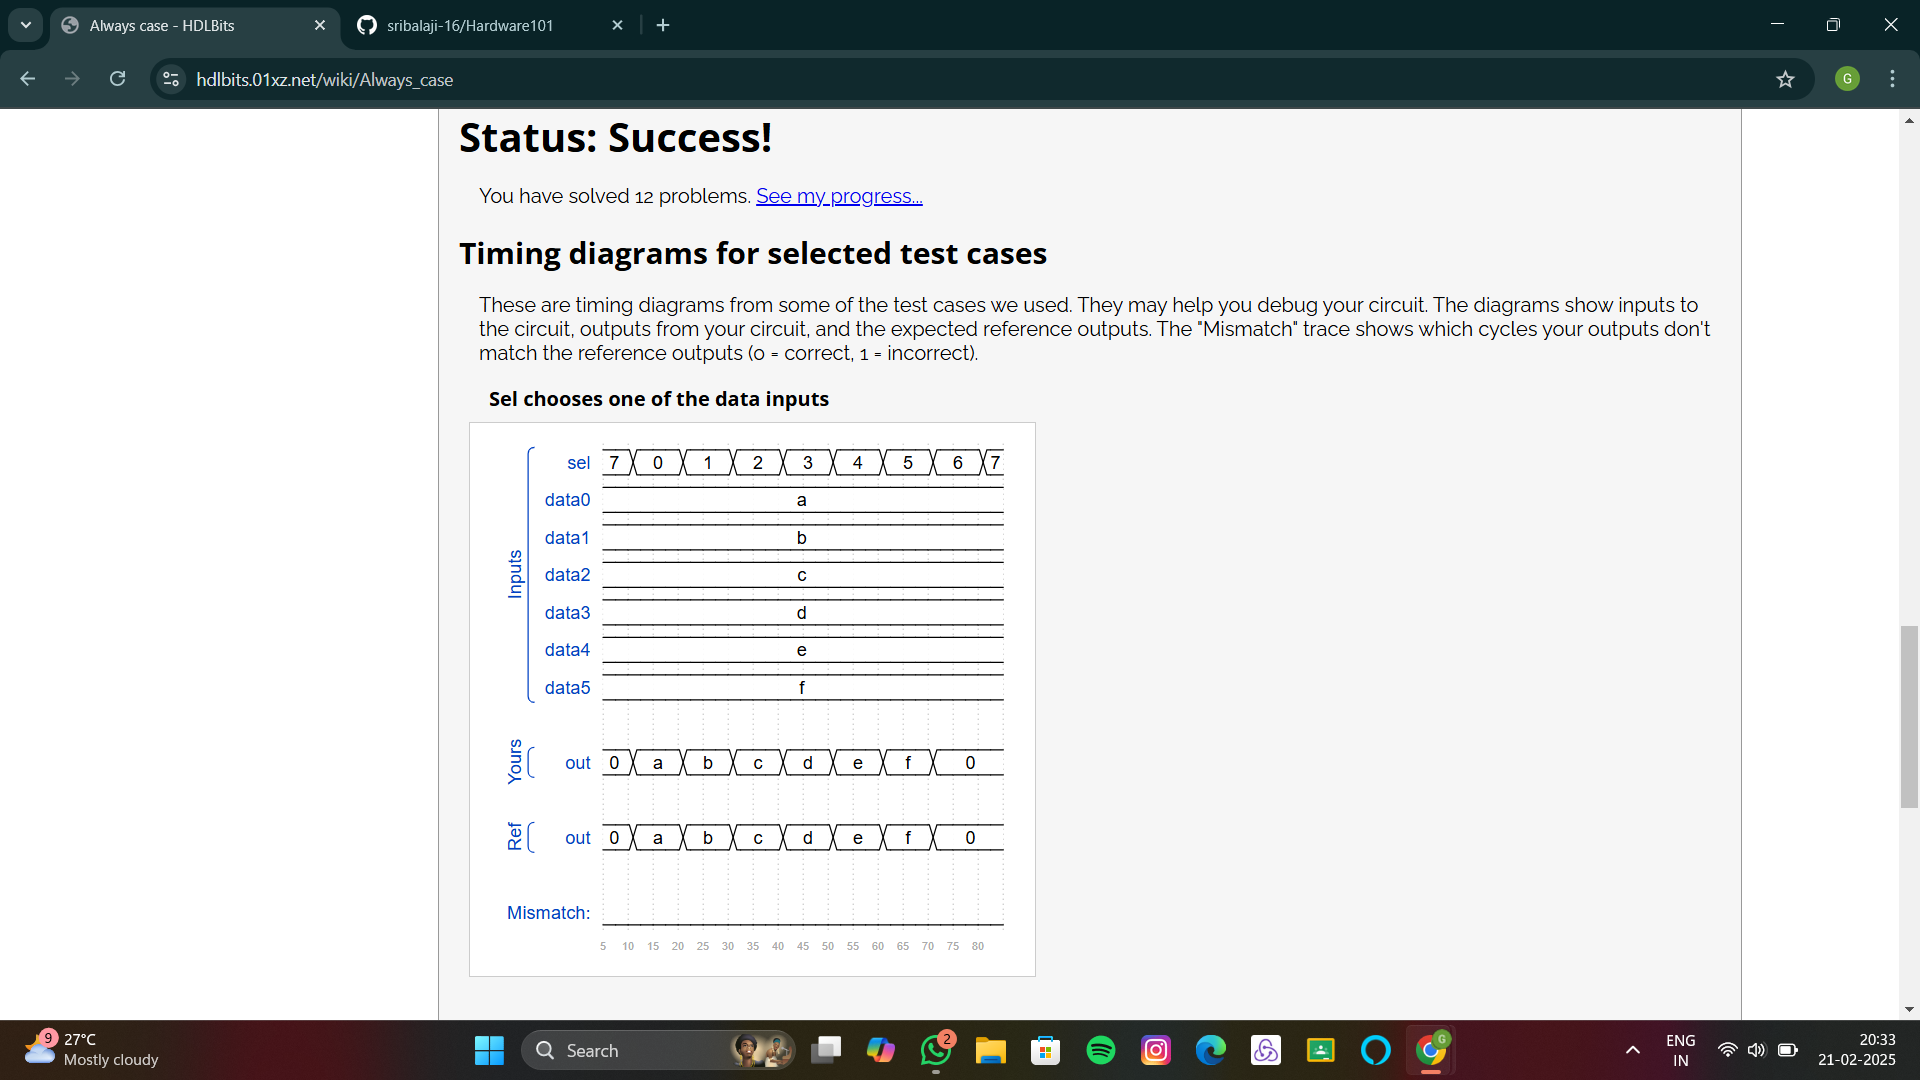 Always case - HDLBits
sribalaji-16/Hardware101
hdlbits.01xz.net/wiki/Always_case
G
Status: Success!
You have solved 12 problems. See my progress...
Timing diagrams for selected test cases
These are timing diagrams from some of the test cases we used. They may help you debug your circuit. The diagrams show inputs to
the circuit, outputs from your circuit, and the expected reference outputs. The "Mismatch" trace shows which cycles your outputs don't
match the reference outputs (0 = correct, 1 = incorrect).
Sel chooses one of the data inputs
Inputs
sel 7 0 1 2 3 4 5 6 7
data0 a
data1 b
data2 c
data3 d
data4 e
data5 f
Yours
out 0 a b c d e f 0
Ref
out 0 a b c d e f 0
Mismatch:
5 10 15 20 25 30 35 40 45 50 55 60 65 70 75 80
9
27°C
Mostly cloudy
Search
2
G
ENG
IN
20:33
21-02-2025